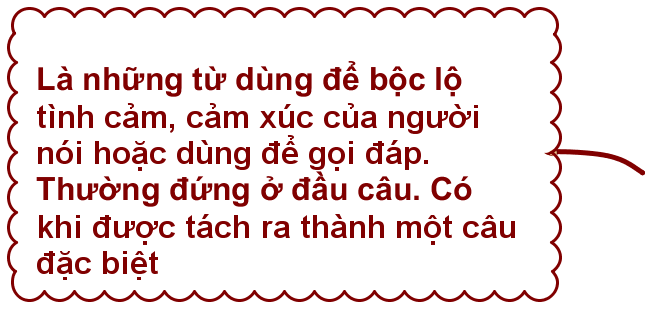 Là những từ dùng để bộc lộ
tình cảm, cảm xúc của người
nói hoặc dùng để gọi đáp.
Thường đứng ở đầu câu. Có
khi được tách ra thành một câu
đặc biệt